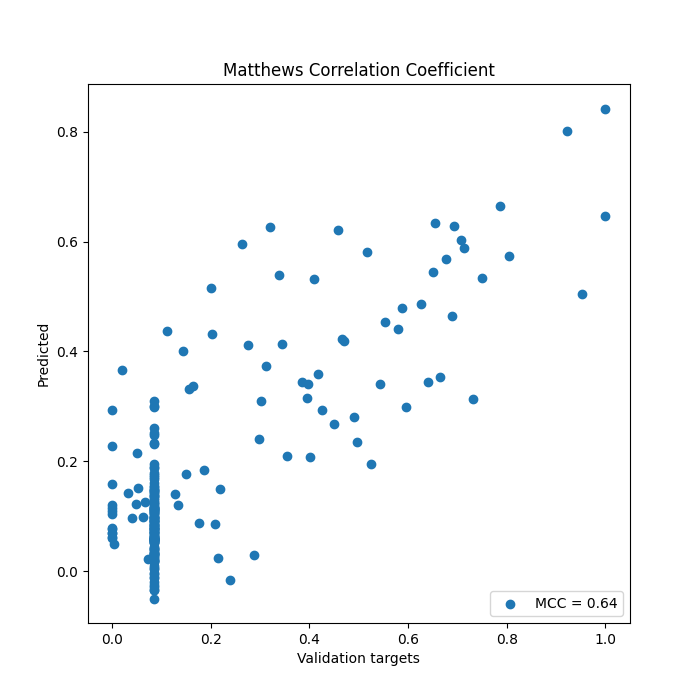 Matthews Correlation Coefficient
Predicted
0.8
0.6
0.4
0.2
0.0
MCC = 0.64
0.0 0.2 0.4 0.6 0.8 1.0
Validation targets